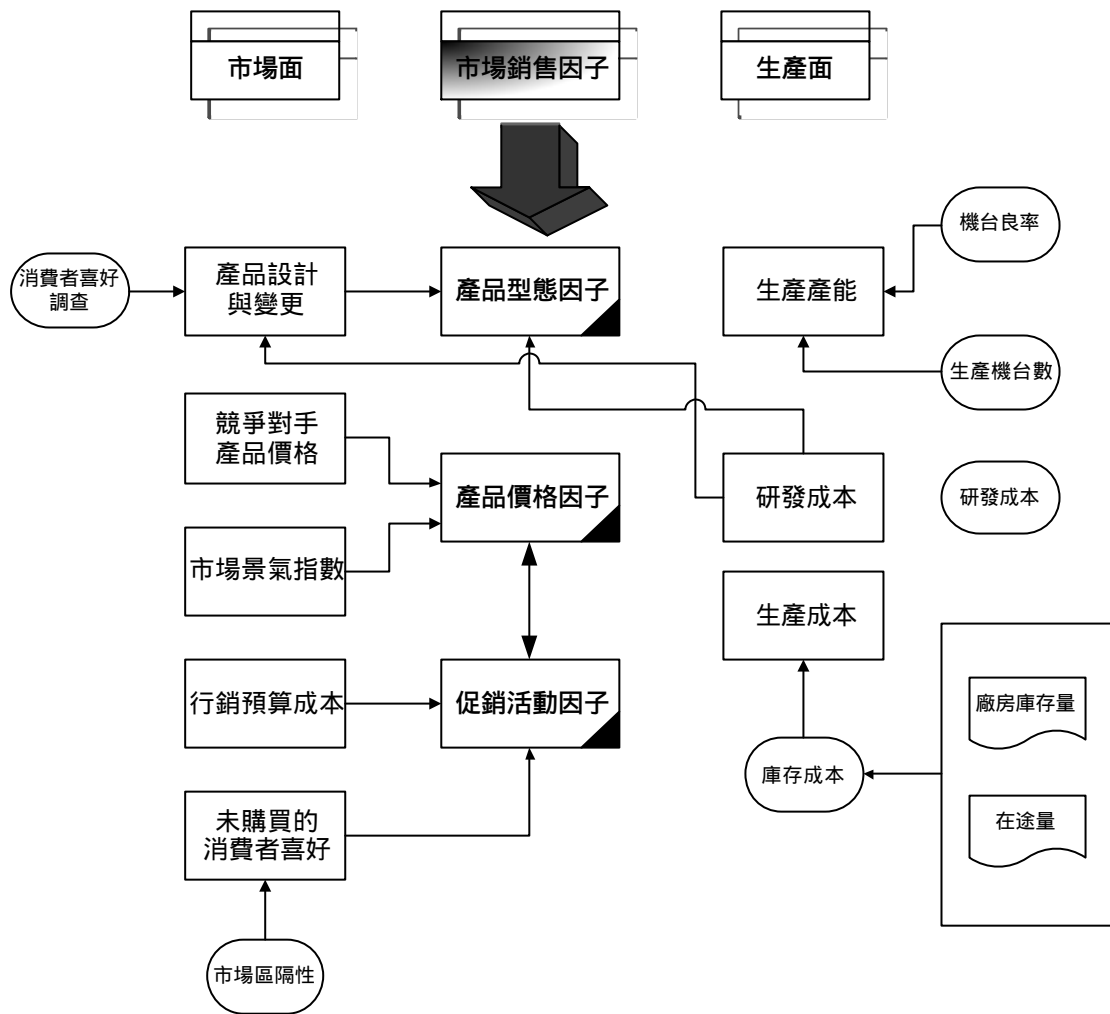 市場面
市場銷售因子
生產面
消費者喜好
調查
產品設計
與變更
產品型態因子
生產產能
機台良率
生產機台數
競爭對手
產品價格
產品價格因子
研發成本
研發成本
市場景氣指數
生產成本
行銷預算成本
促銷活動因子
庫存成本
廠房庫存量
在途量
未購買的
消費者喜好
市場區隔性